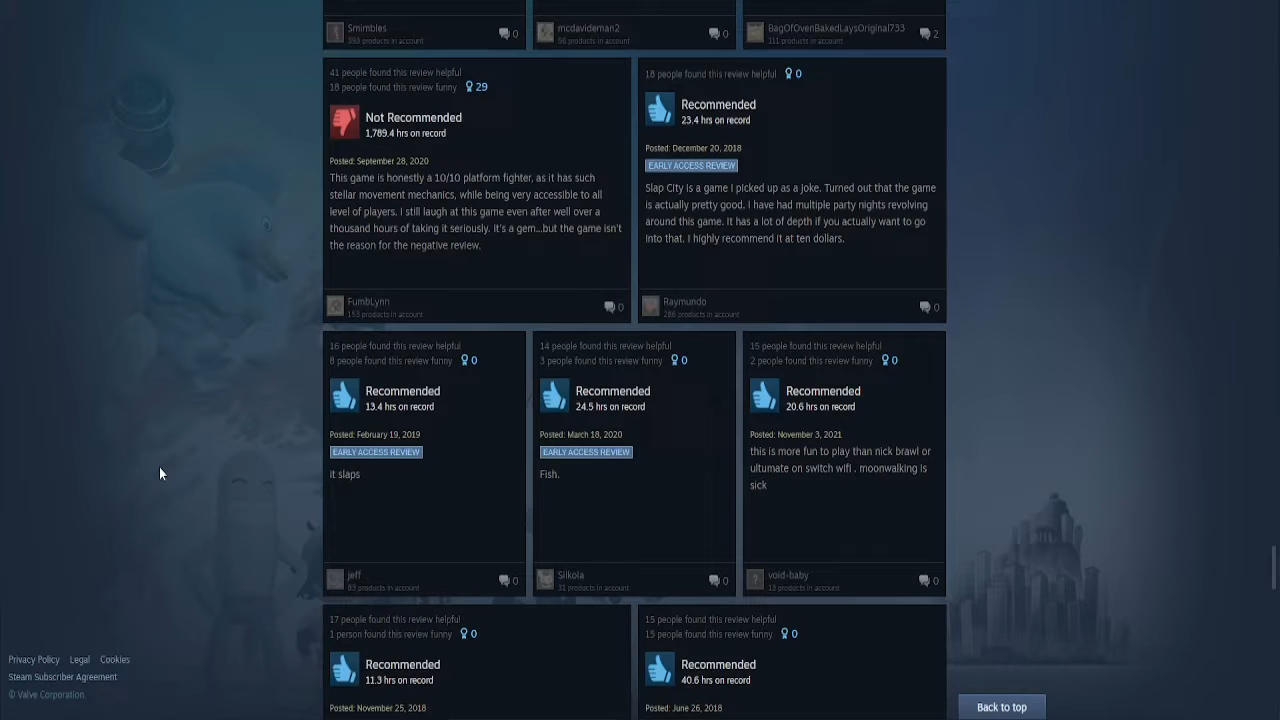 Smimbles
593 products in account
0
mcdavideman2
56 products in account
0
BagOfOvenBakedLaysOriginal733
111 products in account
2
41 people found this review helpful
18 people found this review funny
29
Not Recommended
1,789.4 hrs on record
Posted: September 28, 2020
This game is honestly a 10/10 platform fighter, as it has such
stellar movement mechanics, while being very accessible to all
level of players. I still laugh at this game even after well over a
thousand hours of taking it seriously. It's a gem...but the game isn't
the reason for the negative review.
FumbLynn
153 products in account
0
18 people found this review helpful
0
Recommended
23.4 hrs on record
Posted: December 20, 2018
EARLY ACCESS REVIEW
Slap City is a game I picked up as a joke. Turned out that the game
is actually pretty good. I have had multiple party nights revolving
around this game. It has a lot of depth if you actually want to go
into that. I highly recommend it at ten dollars.
Raymundo
286 products in account
0
16 people found this review helpful
8 people found this review funny
0
Recommended
13.4 hrs on record
Posted: February 19, 2019
EARLY ACCESS REVIEW
it slaps
jeff
83 products in account
0
14 people found this review helpful
3 people found this review funny
0
Recommended
24.5 hrs on record
Posted: March 18, 2020
EARLY ACCESS REVIEW
Fish.
Silkola
31 products in account
0
15 people found this review helpful
2 people found this review funny
0
Recommended
20.6 hrs on record
Posted: November 3, 2021
this is more fun to play than nick brawl or
ultumate on switch wifi . moonwalking is
sick
void-baby
13 products in account
0
17 people found this review helpful
1 person found this review funny
0
Recommended
11.3 hrs on record
Posted: November 25, 2018
15 people found this review helpful
15 people found this review funny
0
Recommended
40.6 hrs on record
Posted: June 26, 2018
Privacy Policy Legal Cookies
Steam Subscriber Agreement
© Valve Corporation.
Back to top